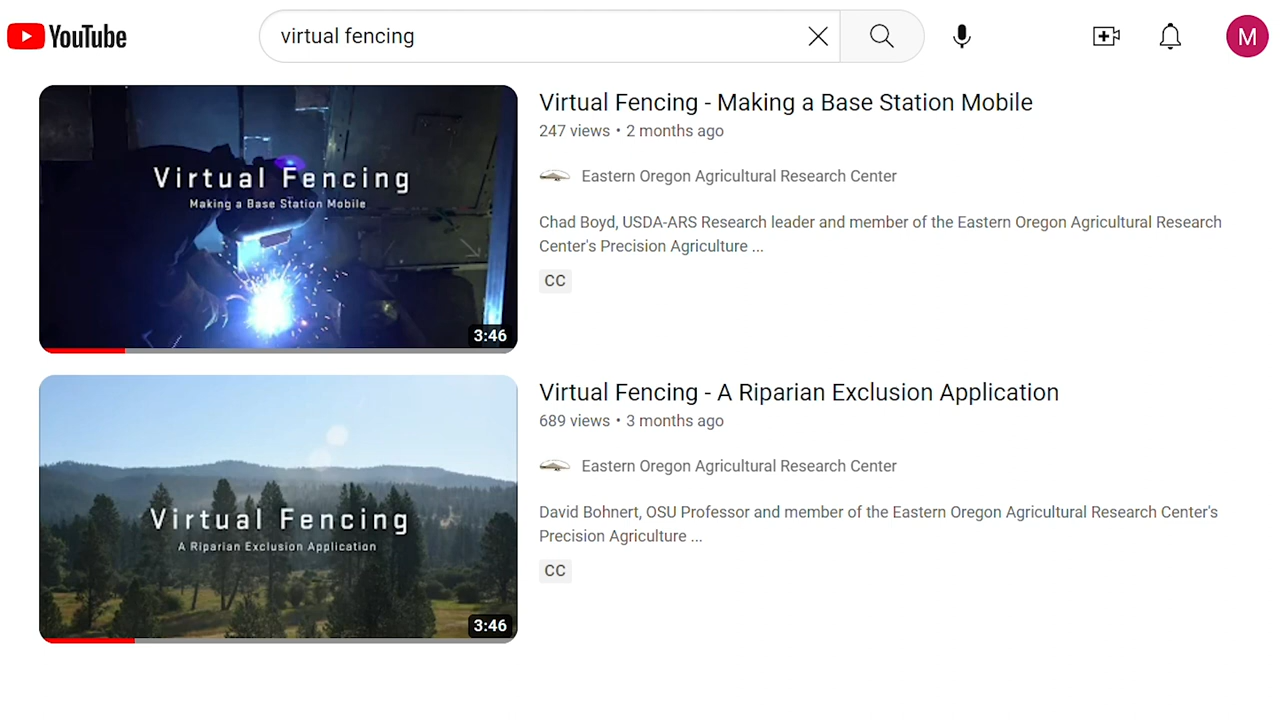 YouTube
virtual fencing
M
Virtual Fencing
Making a Base Station Mobile
3:46
Virtual Fencing - Making a Base Station Mobile
247 views • 2 months ago
Eastern Oregon Agricultural Research Center
Chad Boyd, USDA-ARS Research leader and member of the Eastern Oregon Agricultural Research
Center's Precision Agriculture ...
CC
Virtual Fencing
A Riparian Exclusion Application
3:46
Virtual Fencing - A Riparian Exclusion Application
689 views • 3 months ago
Eastern Oregon Agricultural Research Center
David Bohnert, OSU Professor and member of the Eastern Oregon Agricultural Research Center's
Precision Agriculture ...
CC